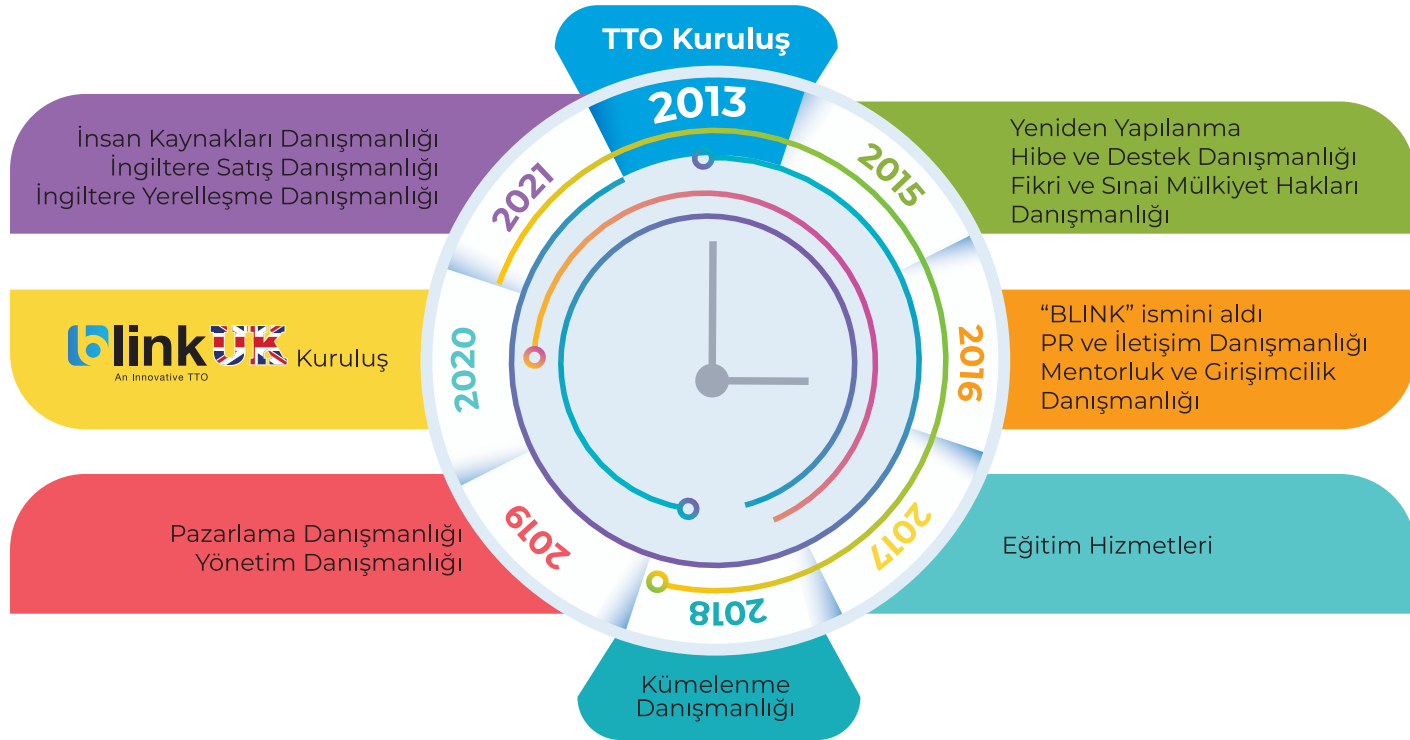 TTO Kuruluş
2013
2015
Yeniden Yapılanma
Hibe ve Destek Danışmanlığı
Fikri ve Sınai Mülkiyet Hakları
Danışmanlığı
2016
“BLINK” ismini aldı
PR ve İletişim Danışmanlığı
Mentorluk ve Girişimcilik
Danışmanlığı
2017
Eğitim Hizmetleri
2018
Kümelenme
Danışmanlığı
2019
Pazarlama Danışmanlığı
Yönetim Danışmanlığı
2020
blink UK Kuruluş
An Innovative TTO
2021
İnsan Kaynakları Danışmanlığı
İngiltere Satış Danışmanlığı
İngiltere Yerelleşme Danışmanlığı